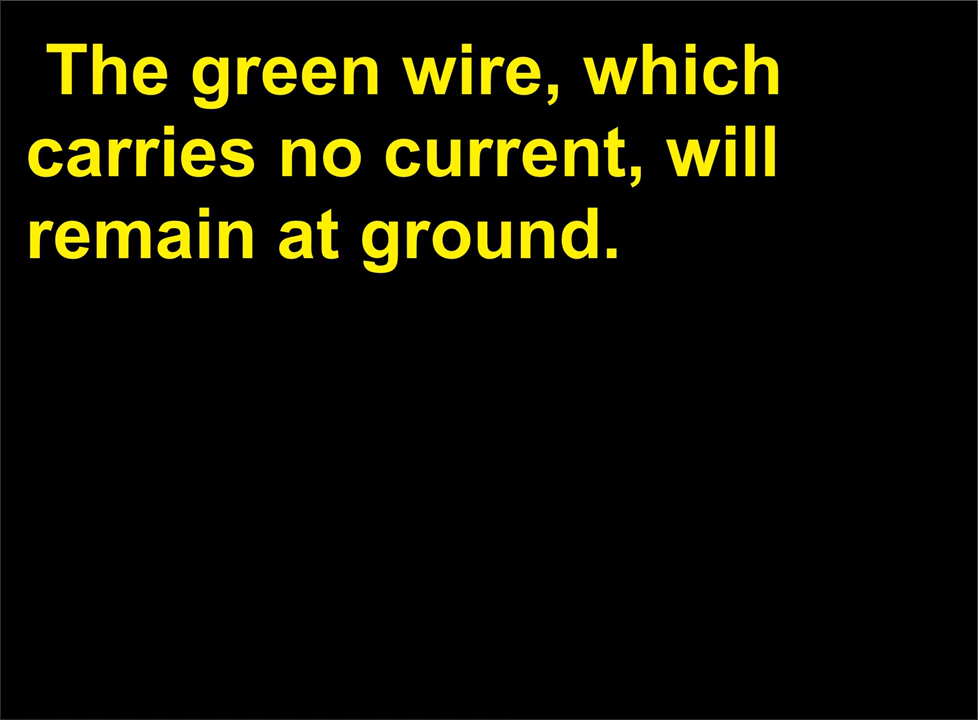 The green wire, which
carries no current, will
remain at ground.